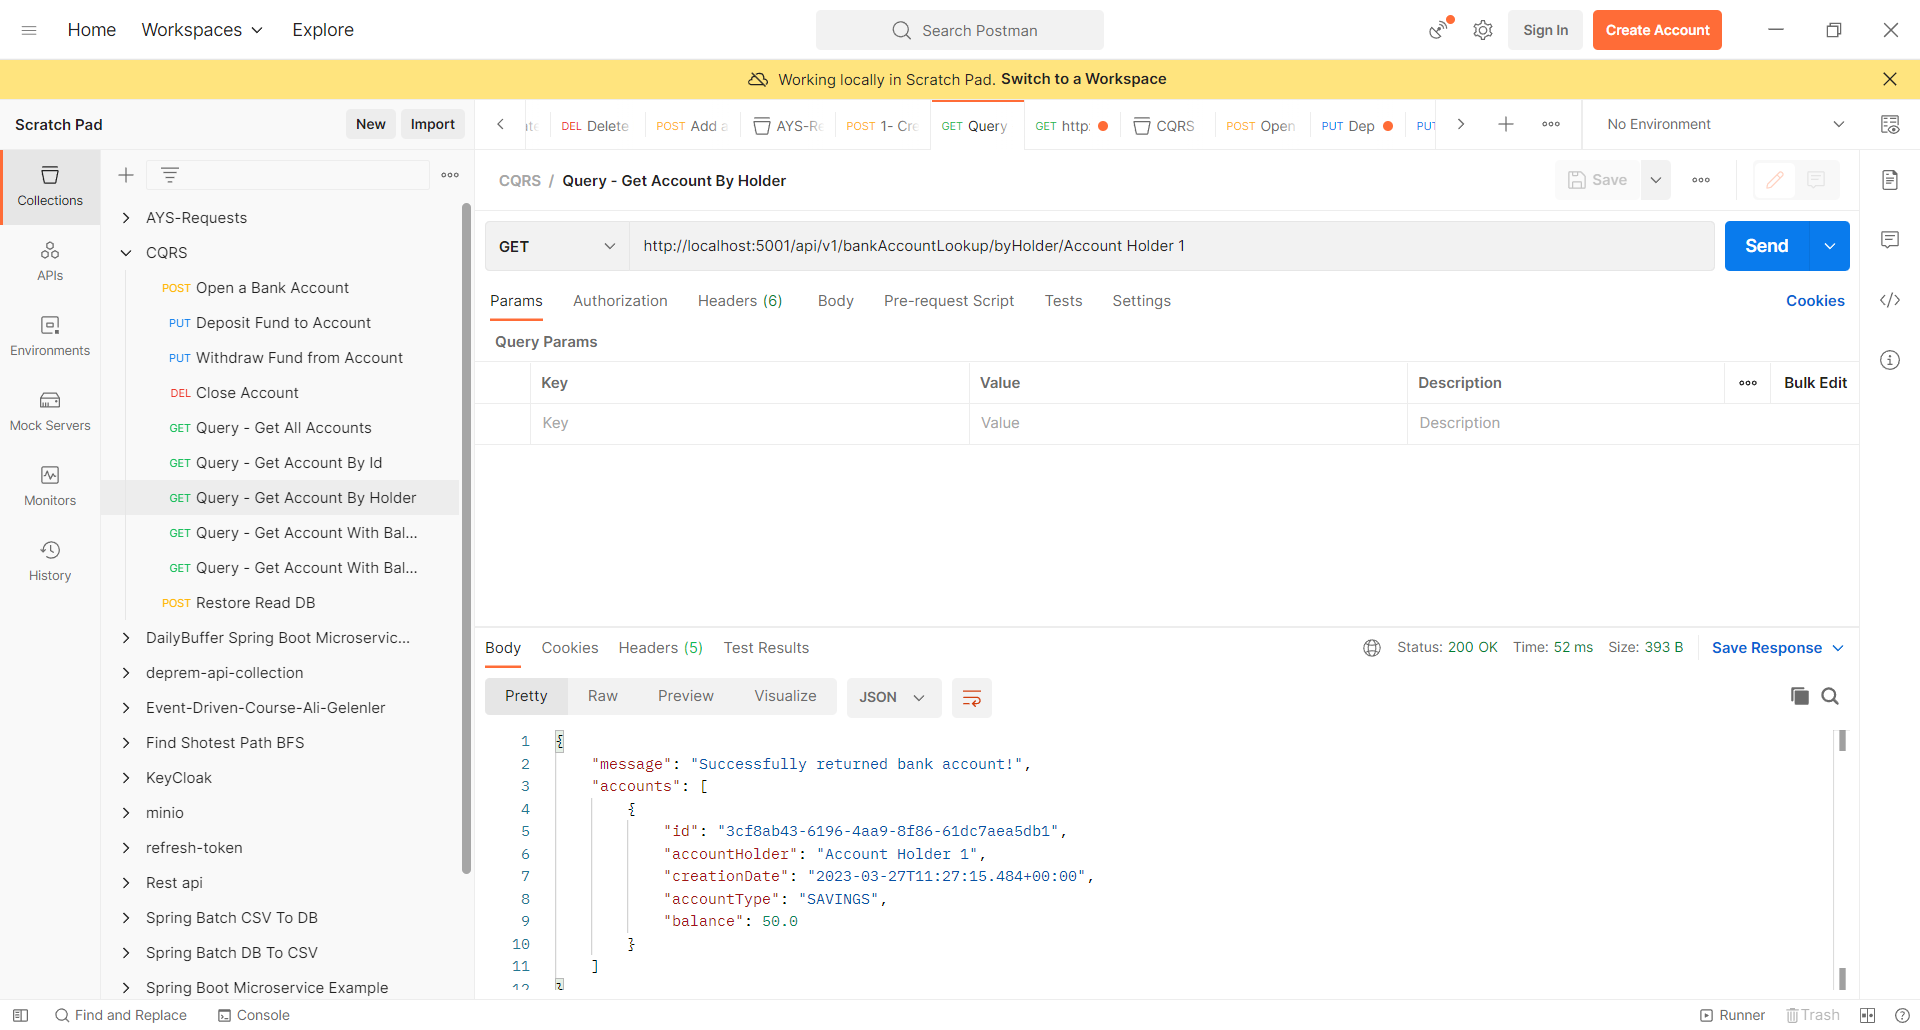 Home Workspaces Explore Search Postman Sign In Create Account
Working locally in Scratch Pad. Switch to a Workspace
Scratch Pad New Import
DEL Delete POST Add a AYS-Re POST 1- Cre GET Query GET http: CQRS POST Open PUT Dep PUT No Environment
Collections
APIs
Environments
Mock Servers
Monitors
History
AYS-Requests
CQRS
POST Open a Bank Account
PUT Deposit Fund to Account
PUT Withdraw Fund from Account
DEL Close Account
GET Query - Get All Accounts
GET Query - Get Account By Id
GET Query - Get Account By Holder
GET Query - Get Account With Bal...
GET Query - Get Account With Bal...
POST Restore Read DB
DailyBuffer Spring Boot Microservic...
deprem-api-collection
Event-Driven-Course-Ali-Gelenler
Find Shotest Path BFS
KeyCloak
minio
refresh-token
Rest api
Spring Batch CSV To DB
Spring Batch DB To CSV
Spring Boot Microservice Example
CQRS / Query - Get Account By Holder Save
GET http://localhost:5001/api/v1/bankAccountLookup/byHolder/Account Holder 1 Send
Params Authorization Headers (6) Body Pre-request Script Tests Settings Cookies
Query Params
Key Value Description Bulk Edit
Key Value Description
Body Cookies Headers (5) Test Results Status: 200 OK Time: 52 ms Size: 393 B Save Response
Pretty Raw Preview Visualize JSON
1 {
2 "message": "Successfully returned bank account!",
3 "accounts": [
4 {
5 "id": "3cf8ab43-6196-4aa9-8f86-61dc7aea5db1",
6 "accountHolder": "Account Holder 1",
7 "creationDate": "2023-03-27T11:27:15.484+00:00",
8 "accountType": "SAVINGS",
9 "balance": 50.0
10 }
11 ]
12 }
Find and Replace Console Runner Trash